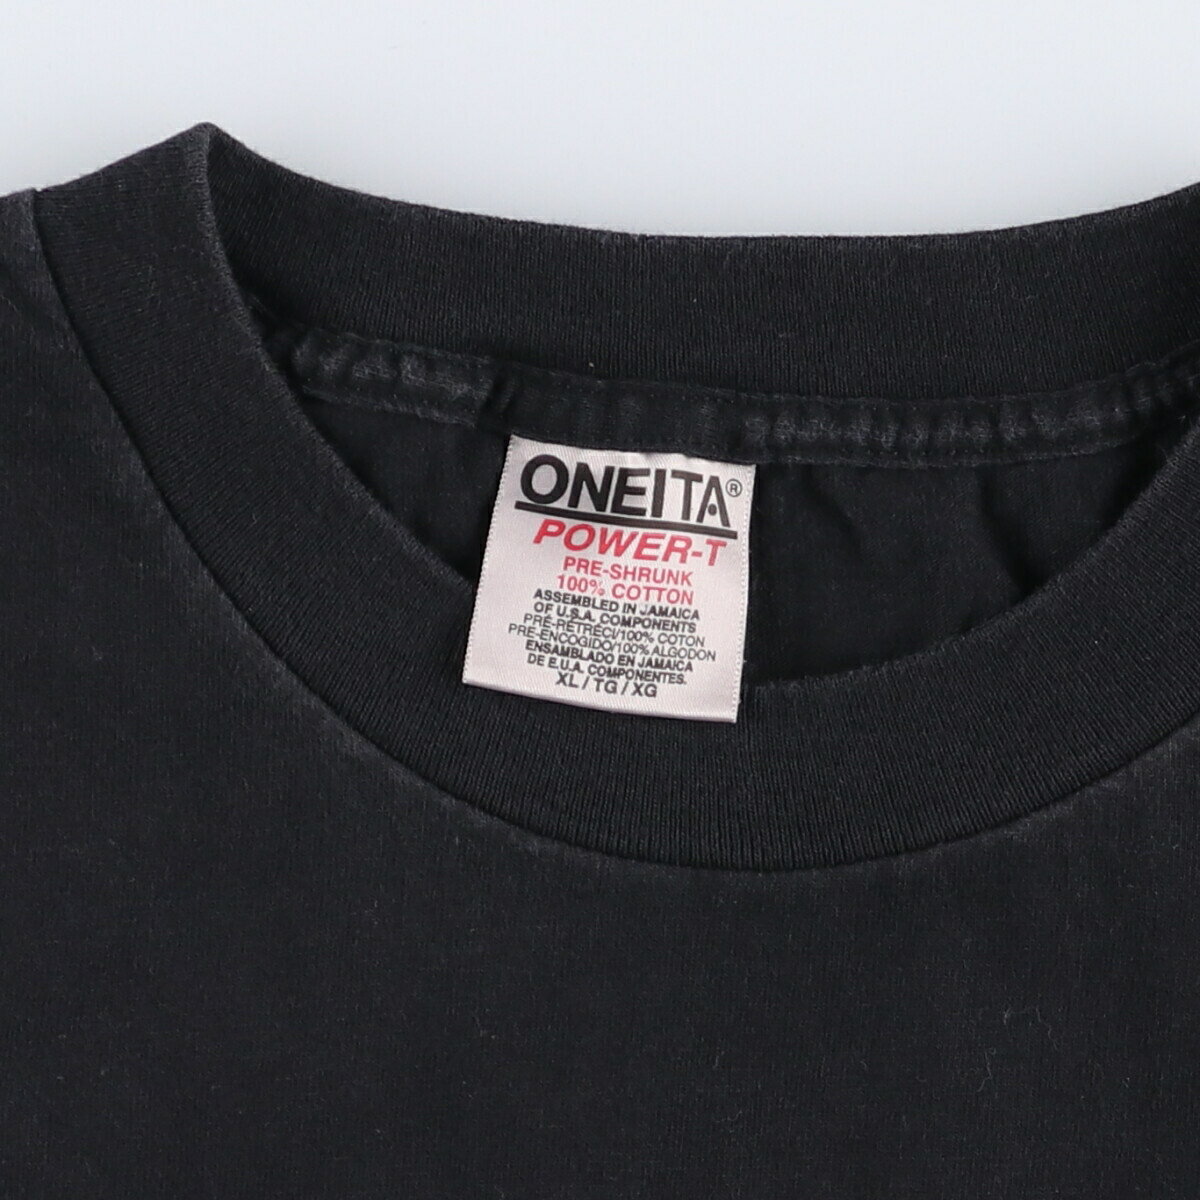 ONEITA®
POWER-T
PRE-SHRUNK
100% COTTON
ASSEMBLED IN JAMAICA
OF U.S.A. COMPONENTS
PRÉ-RÉTRÉCI/100% COTON
PRE-ENCOGIDO/100% ALGODON
ENSAMBLADO EN JAMAICA
DE E.U.A. COMPONENTES.
XL / TG / XG